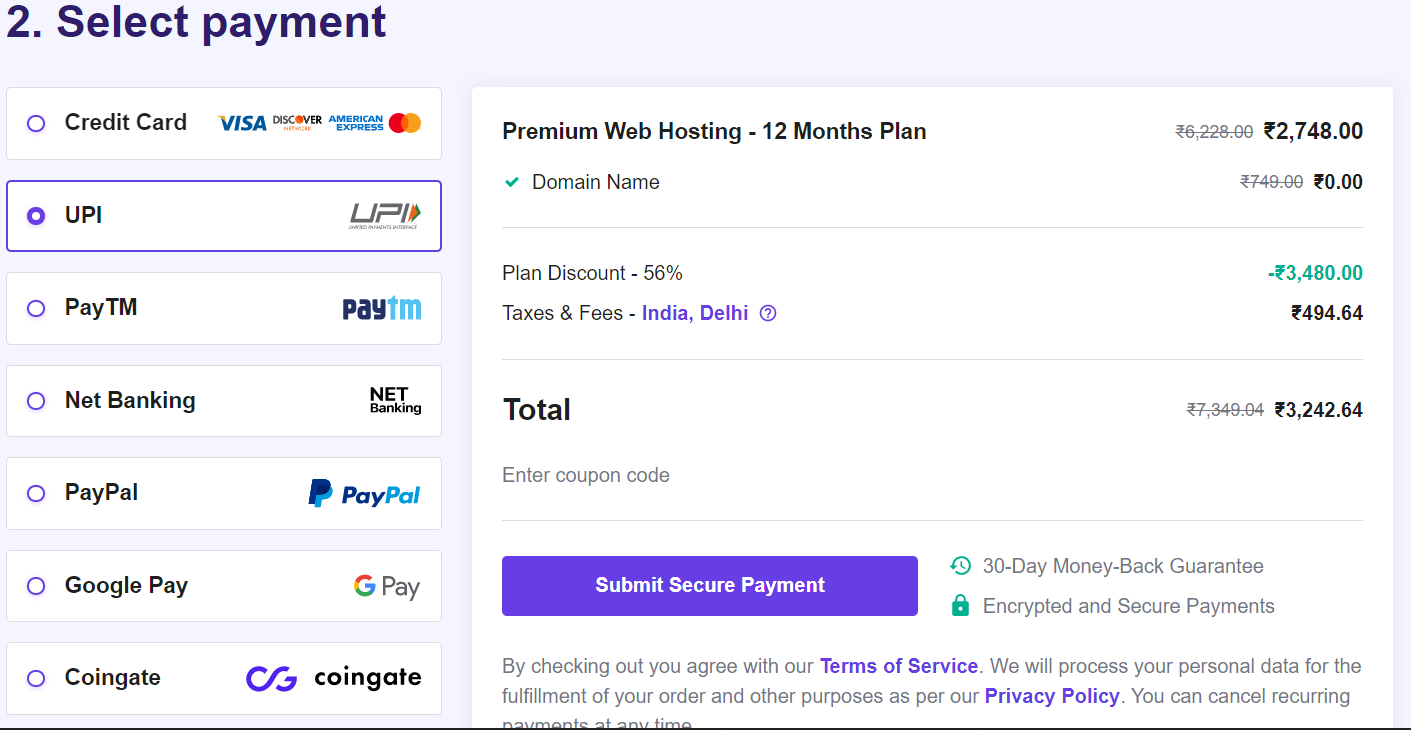 2. Select payment
Credit Card VISA DISCOVER NETWORK AMERICAN EXPRESS
UPI UPI UNIFIED PAYMENTS INTERFACE
PayTM paytm
Net Banking NET Banking
PayPal P PayPal
Google Pay G Pay
Coingate coingate
Premium Web Hosting - 12 Months Plan ₹6,228.00 ₹2,748.00
Domain Name ₹749.00 ₹0.00
Plan Discount - 56% -₹3,480.00
Taxes & Fees - India, Delhi ? ₹494.64
Total ₹7,349.04 ₹3,242.64
Enter coupon code
Submit Secure Payment
30-Day Money-Back Guarantee
Encrypted and Secure Payments
By checking out you agree with our Terms of Service. We will process your personal data for the
fulfillment of your order and other purposes as per our Privacy Policy. You can cancel recurring
payments at any time.